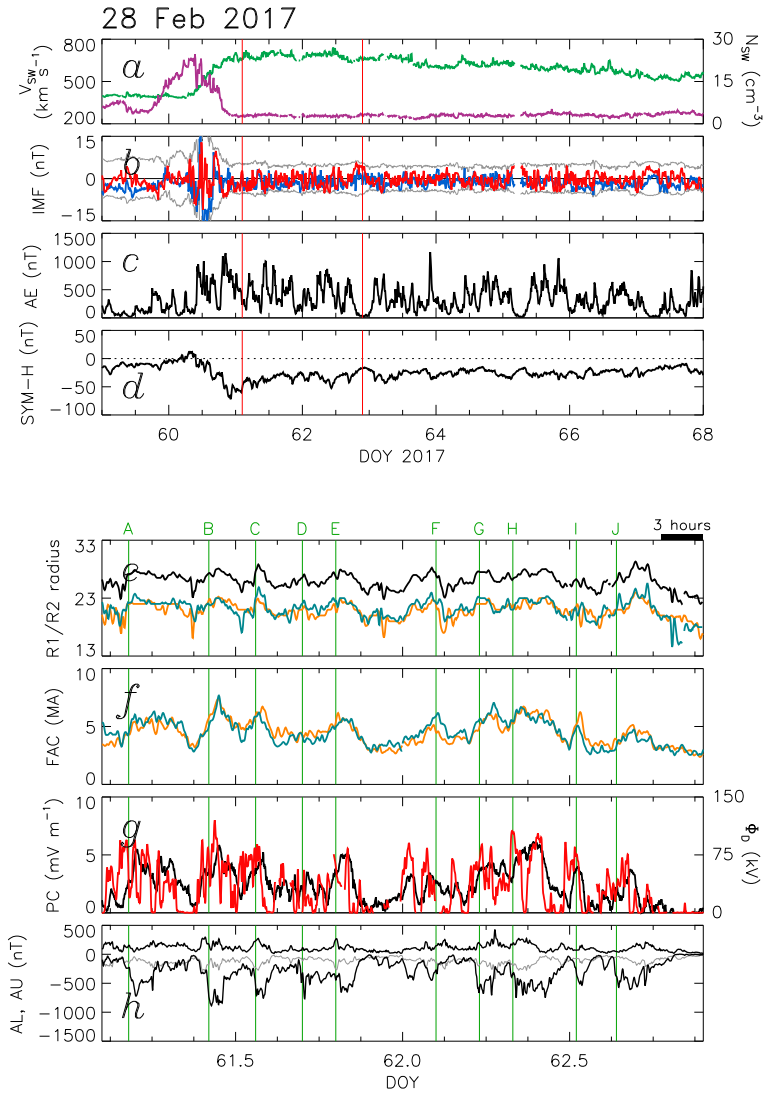 28 Feb 2017
800
500
200
V_SW (km s⁻¹)
a
30
15
0
N_SW (cm⁻³)
15
0
−15
IMF (nT)
b
1500
1000
500
0
AE (nT)
c
50
0
−50
−100
SYM−H (nT)
d
60 62 64 66 68
DOY 2017
A B C D E F G H I J
3 hours
33
23
13
R1/R2 radius
e
10
5
0
FAC (MA)
f
10
5
0
PC (mV m⁻¹)
g
150
75
0
Φ_D (kV)
500
0
−500
−1000
−1500
AL, AU (nT)
h
61.5 62.0 62.5
DOY